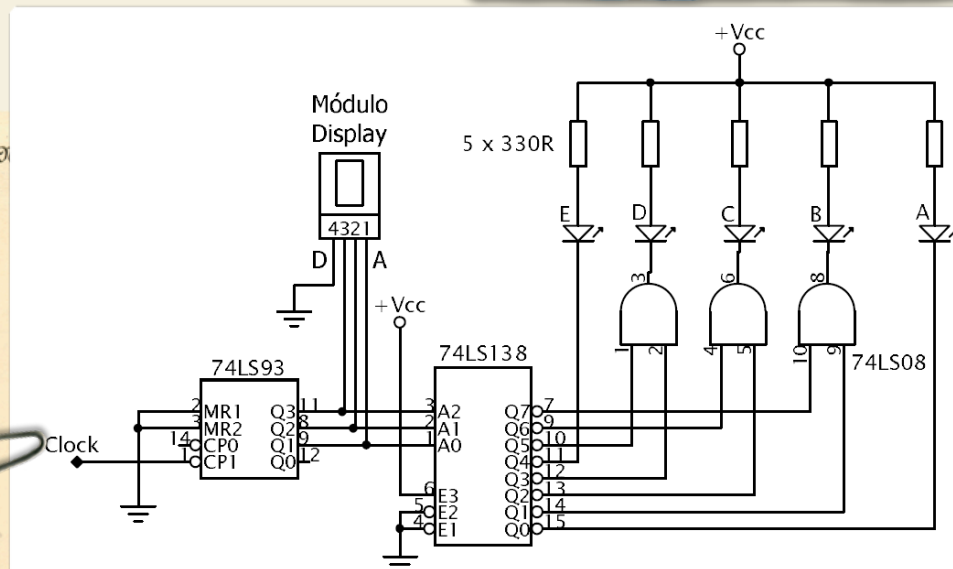 +Vcc
Módulo
Display
5 x 330R
E D C B A
4321
D A
+Vcc
3 6 8
1 2 4 5 10 9
74LS08
74LS93
74LS138
2 MR1 Q3 11
3 MR2 Q2 8
14 CP0 Q1 9
1 CP1 Q0 12
Clock
3 A2 Q7 7
2 A1 Q6 9
1 A0 Q5 10
Q4 11
Q3 12
6 E3 Q2 13
5 E2 Q1 14
4 E1 Q0 15